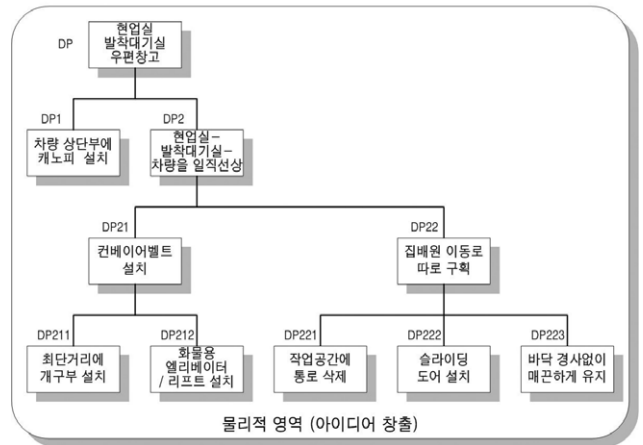 DP
현업실
발착대기실
우편창고
DP1
차량 상단부에
캐노피 설치
DP2
현업실-
발착대기실-
차량을 일직선상
DP21
컨베이어벨트
설치
DP22
집배원 이동로
따로 구획
DP211
최단거리에
개구부 설치
DP212
화물용
엘리베이터
/ 리프트 설치
DP221
작업공간에
통로 삭제
DP222
슬라이딩
도어 설치
DP223
바닥 경사없이
매끈하게 유지
물리적 영역 (아이디어 창출)